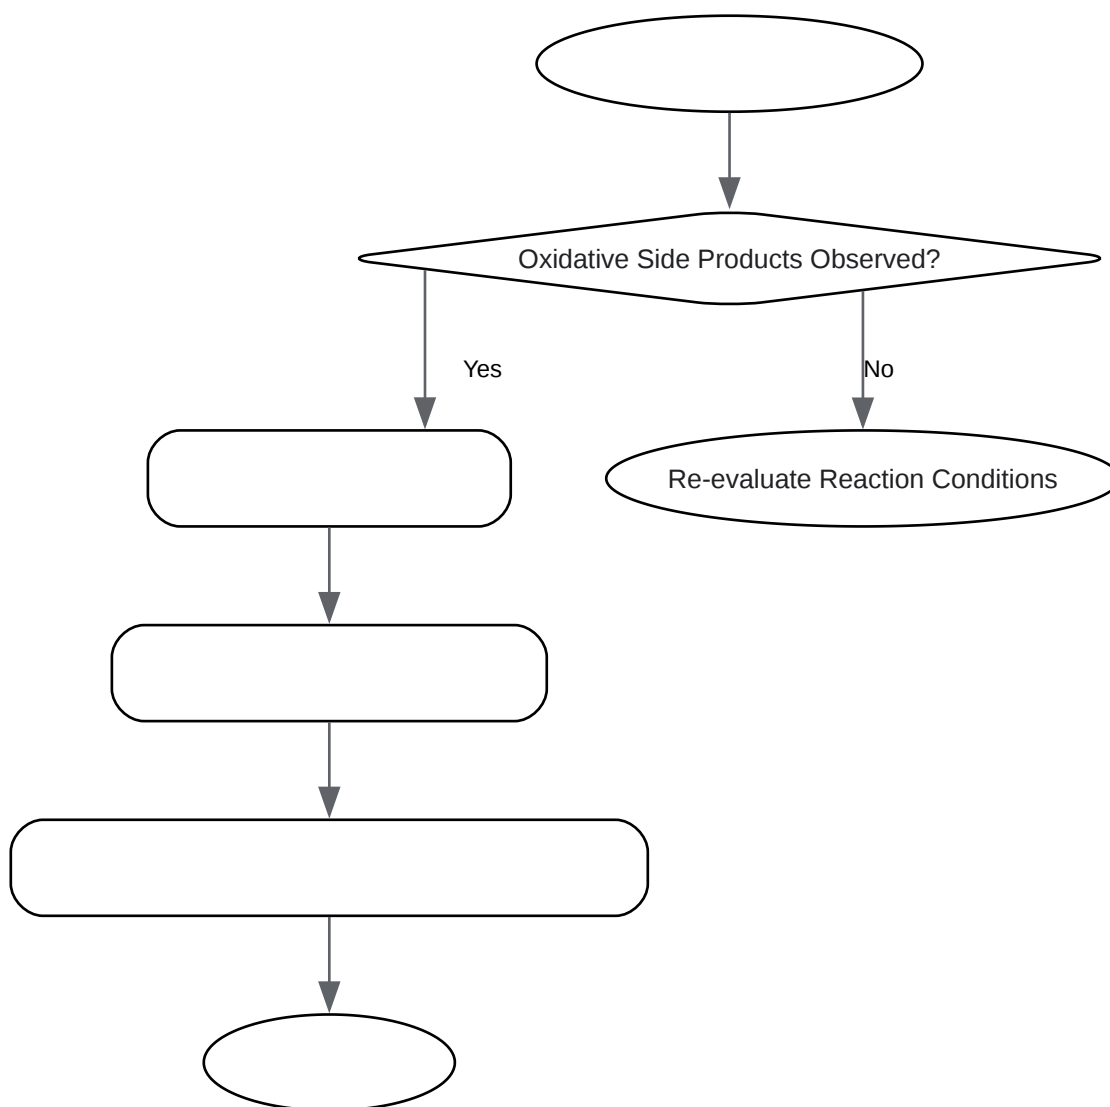 Oxidative Side Products Observed?
Yes
No
Re-evaluate Reaction Conditions